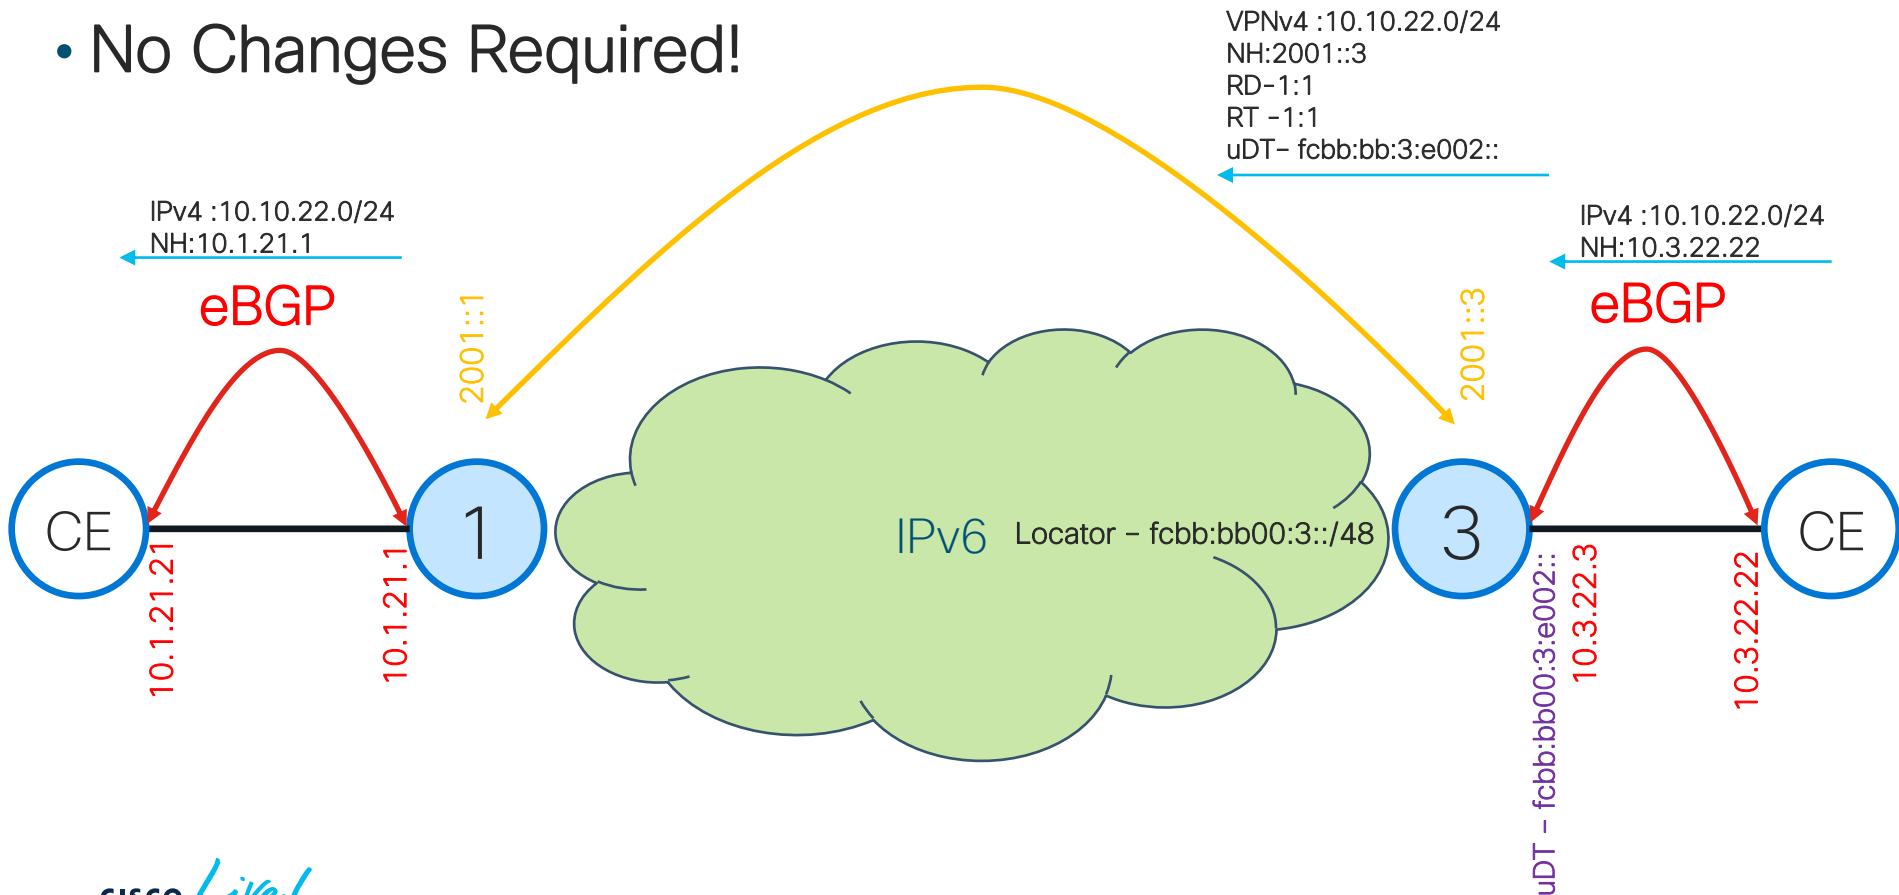 • No Changes Required!
VPNv4 :10.10.22.0/24
NH:2001::3
RD-1:1
RT -1:1
uDT- fcbb:bb:3:e002::
IPv4 :10.10.22.0/24
NH:10.1.21.1
eBGP
IPv4 :10.10.22.0/24
NH:10.3.22.22
eBGP
2001::1
2001::3
CE
1
IPv6
Locator - fcbb:bb00:3::/48
3
CE
10.1.21.21
10.1.21.1
uDT - fcbb:bb00:3:e002::
10.3.22.3
10.3.22.22
cisco Live!